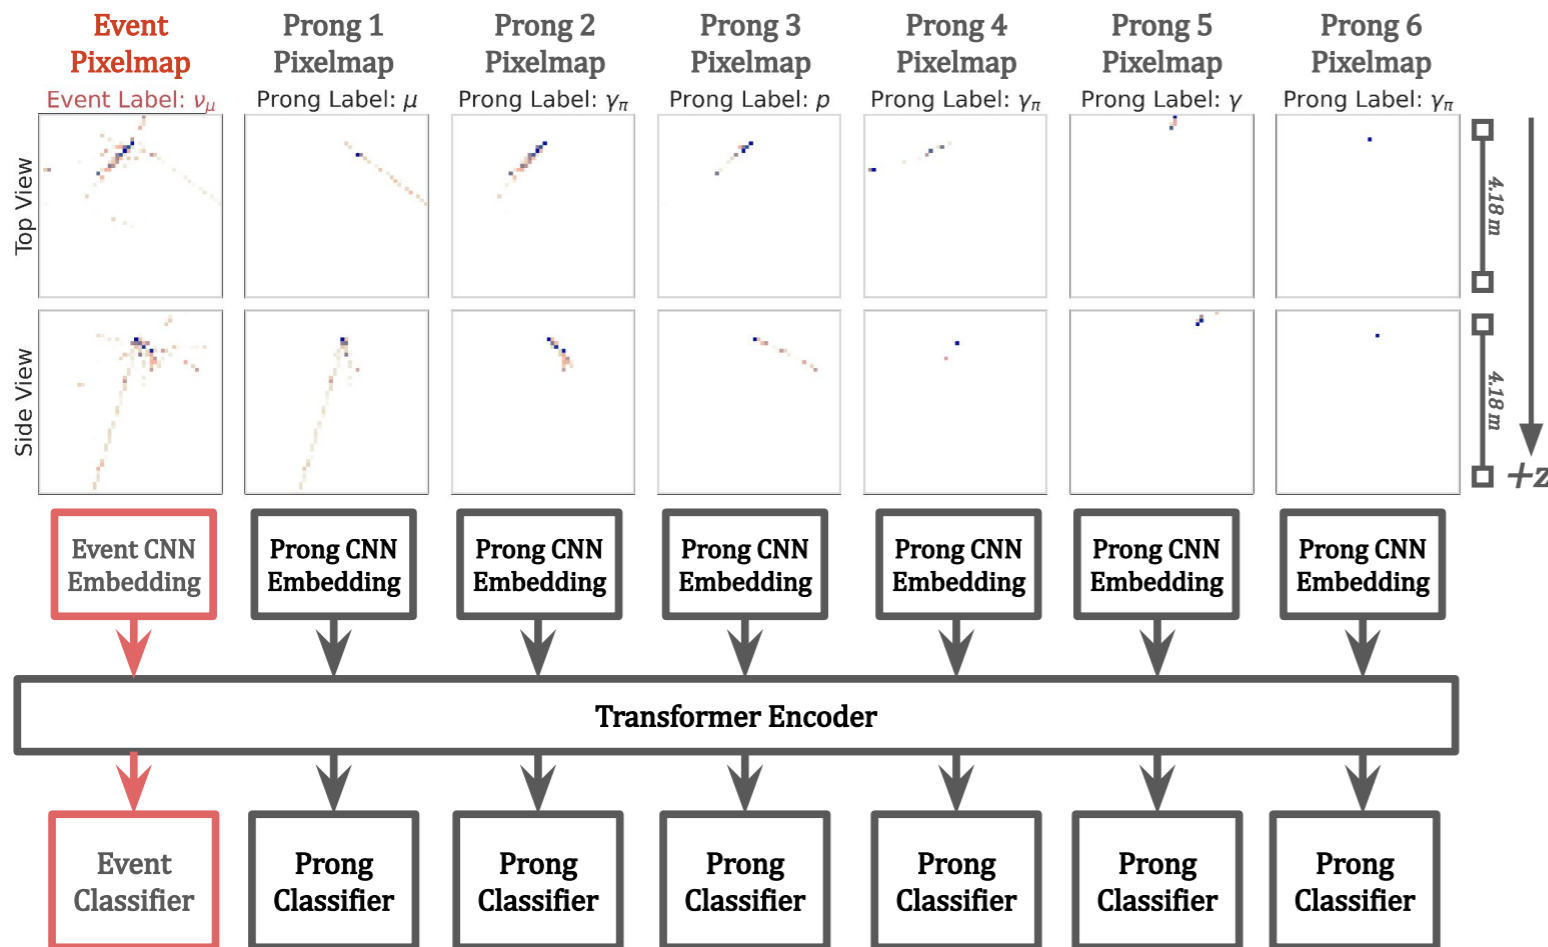 Event
Pixelmap
Event Label: νμ
Prong 1
Pixelmap
Prong Label: μ
Prong 2
Pixelmap
Prong Label: γπ
Prong 3
Pixelmap
Prong Label: p
Prong 4
Pixelmap
Prong Label: γπ
Prong 5
Pixelmap
Prong Label: γ
Prong 6
Pixelmap
Prong Label: γπ
Top View
4.18 m
Side View
4.18 m
+z
Event CNN
Embedding
Prong CNN
Embedding
Prong CNN
Embedding
Prong CNN
Embedding
Prong CNN
Embedding
Prong CNN
Embedding
Prong CNN
Embedding
Transformer Encoder
Event
Classifier
Prong
Classifier
Prong
Classifier
Prong
Classifier
Prong
Classifier
Prong
Classifier
Prong
Classifier